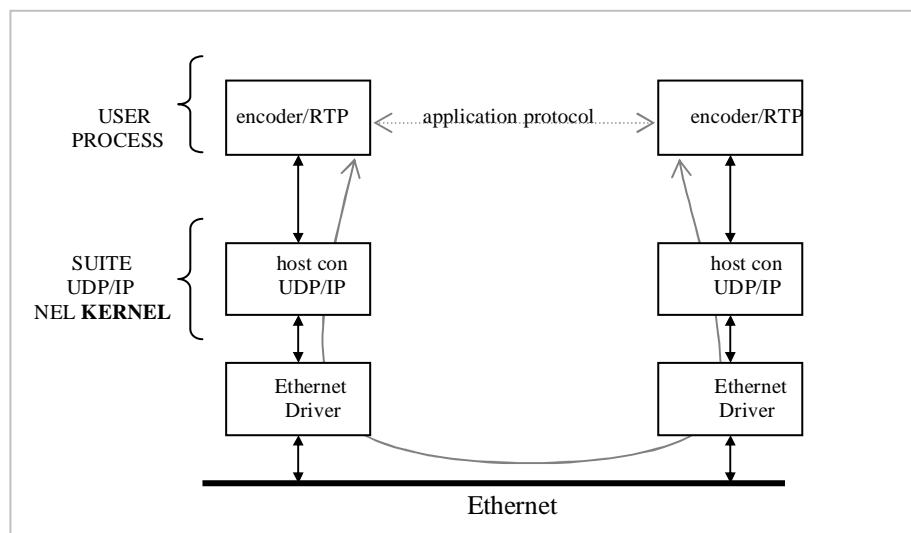 encoder/RTP
application protocol
encoder/RTP
USER
PROCESS
SUITE
UDP/IP
NEL KERNEL
host con
UDP/IP
host con
UDP/IP
Ethernet
Driver
Ethernet
Driver
Ethernet